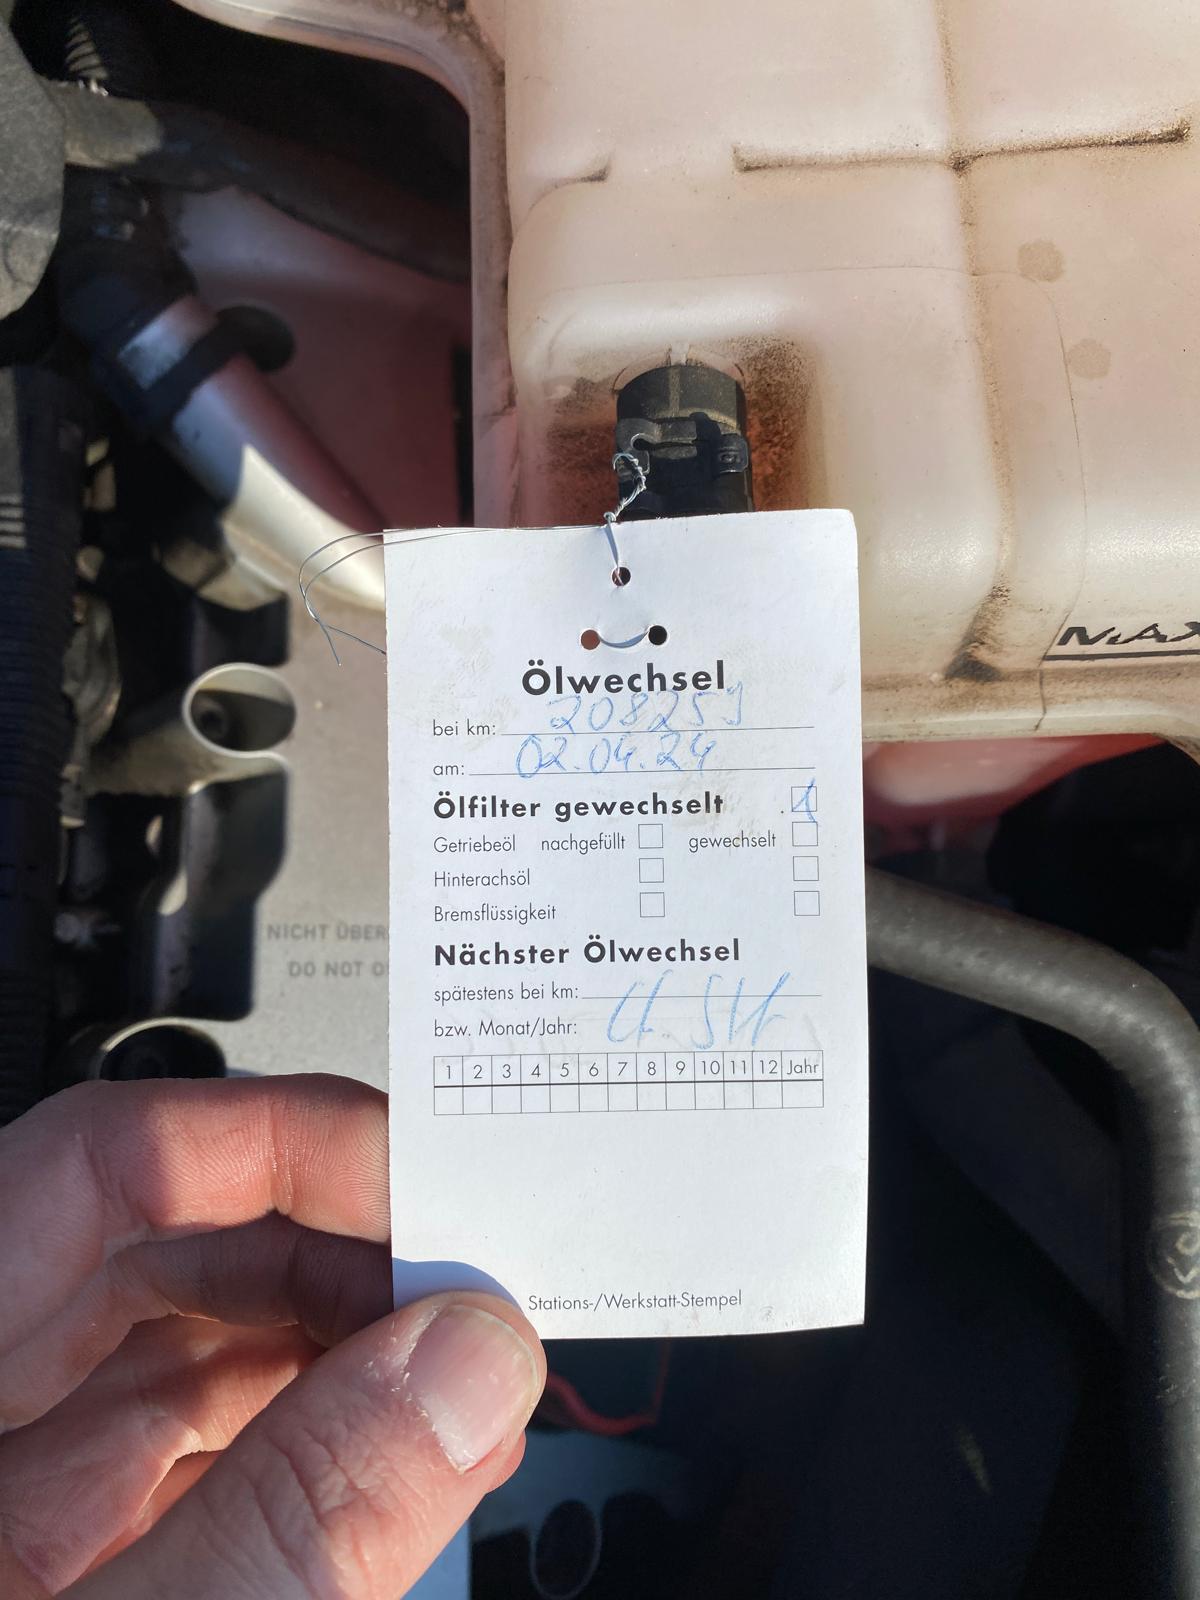 MAX
Ölwechsel
bei km: 208251
am: 02.04.24
Ölfilter gewechselt
Getriebeöl nachgefüllt gewechselt
Hinterachsöl
Bremsflüssigkeit
NICHT ÜBER
DO NOT O
Nächster Ölwechsel
spätestens bei km:
bzw. Monat/Jahr:
1 2 3 4 5 6 7 8 9 10 11 12 Jahr
Stations-/Werkstatt-Stempel